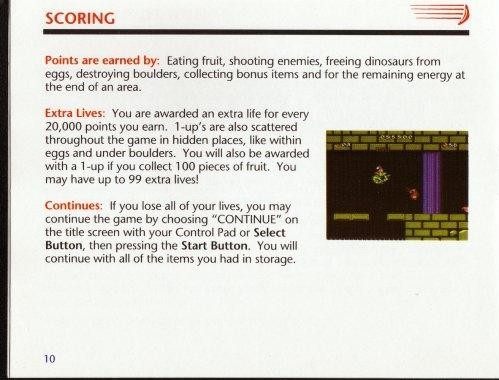 SCORING
Points are earned by: Eating fruit, shooting enemies, freeing dinosaurs from
eggs, destroying boulders, collecting bonus items and for the remaining energy at
the end of an area.
Extra Lives: You are awarded an extra life for every
20,000 points you earn. 1-up's are also scattered
throughout the game in hidden places, like within
eggs and under boulders. You will also be awarded
with a 1-up if you collect 100 pieces of fruit. You
may have up to 99 extra lives!
Continues: If you lose all of your lives, you may
continue the game by choosing "CONTINUE" on
the title screen with your Control Pad or Select
Button, then pressing the Start Button. You will
continue with all of the items you had in storage.
10